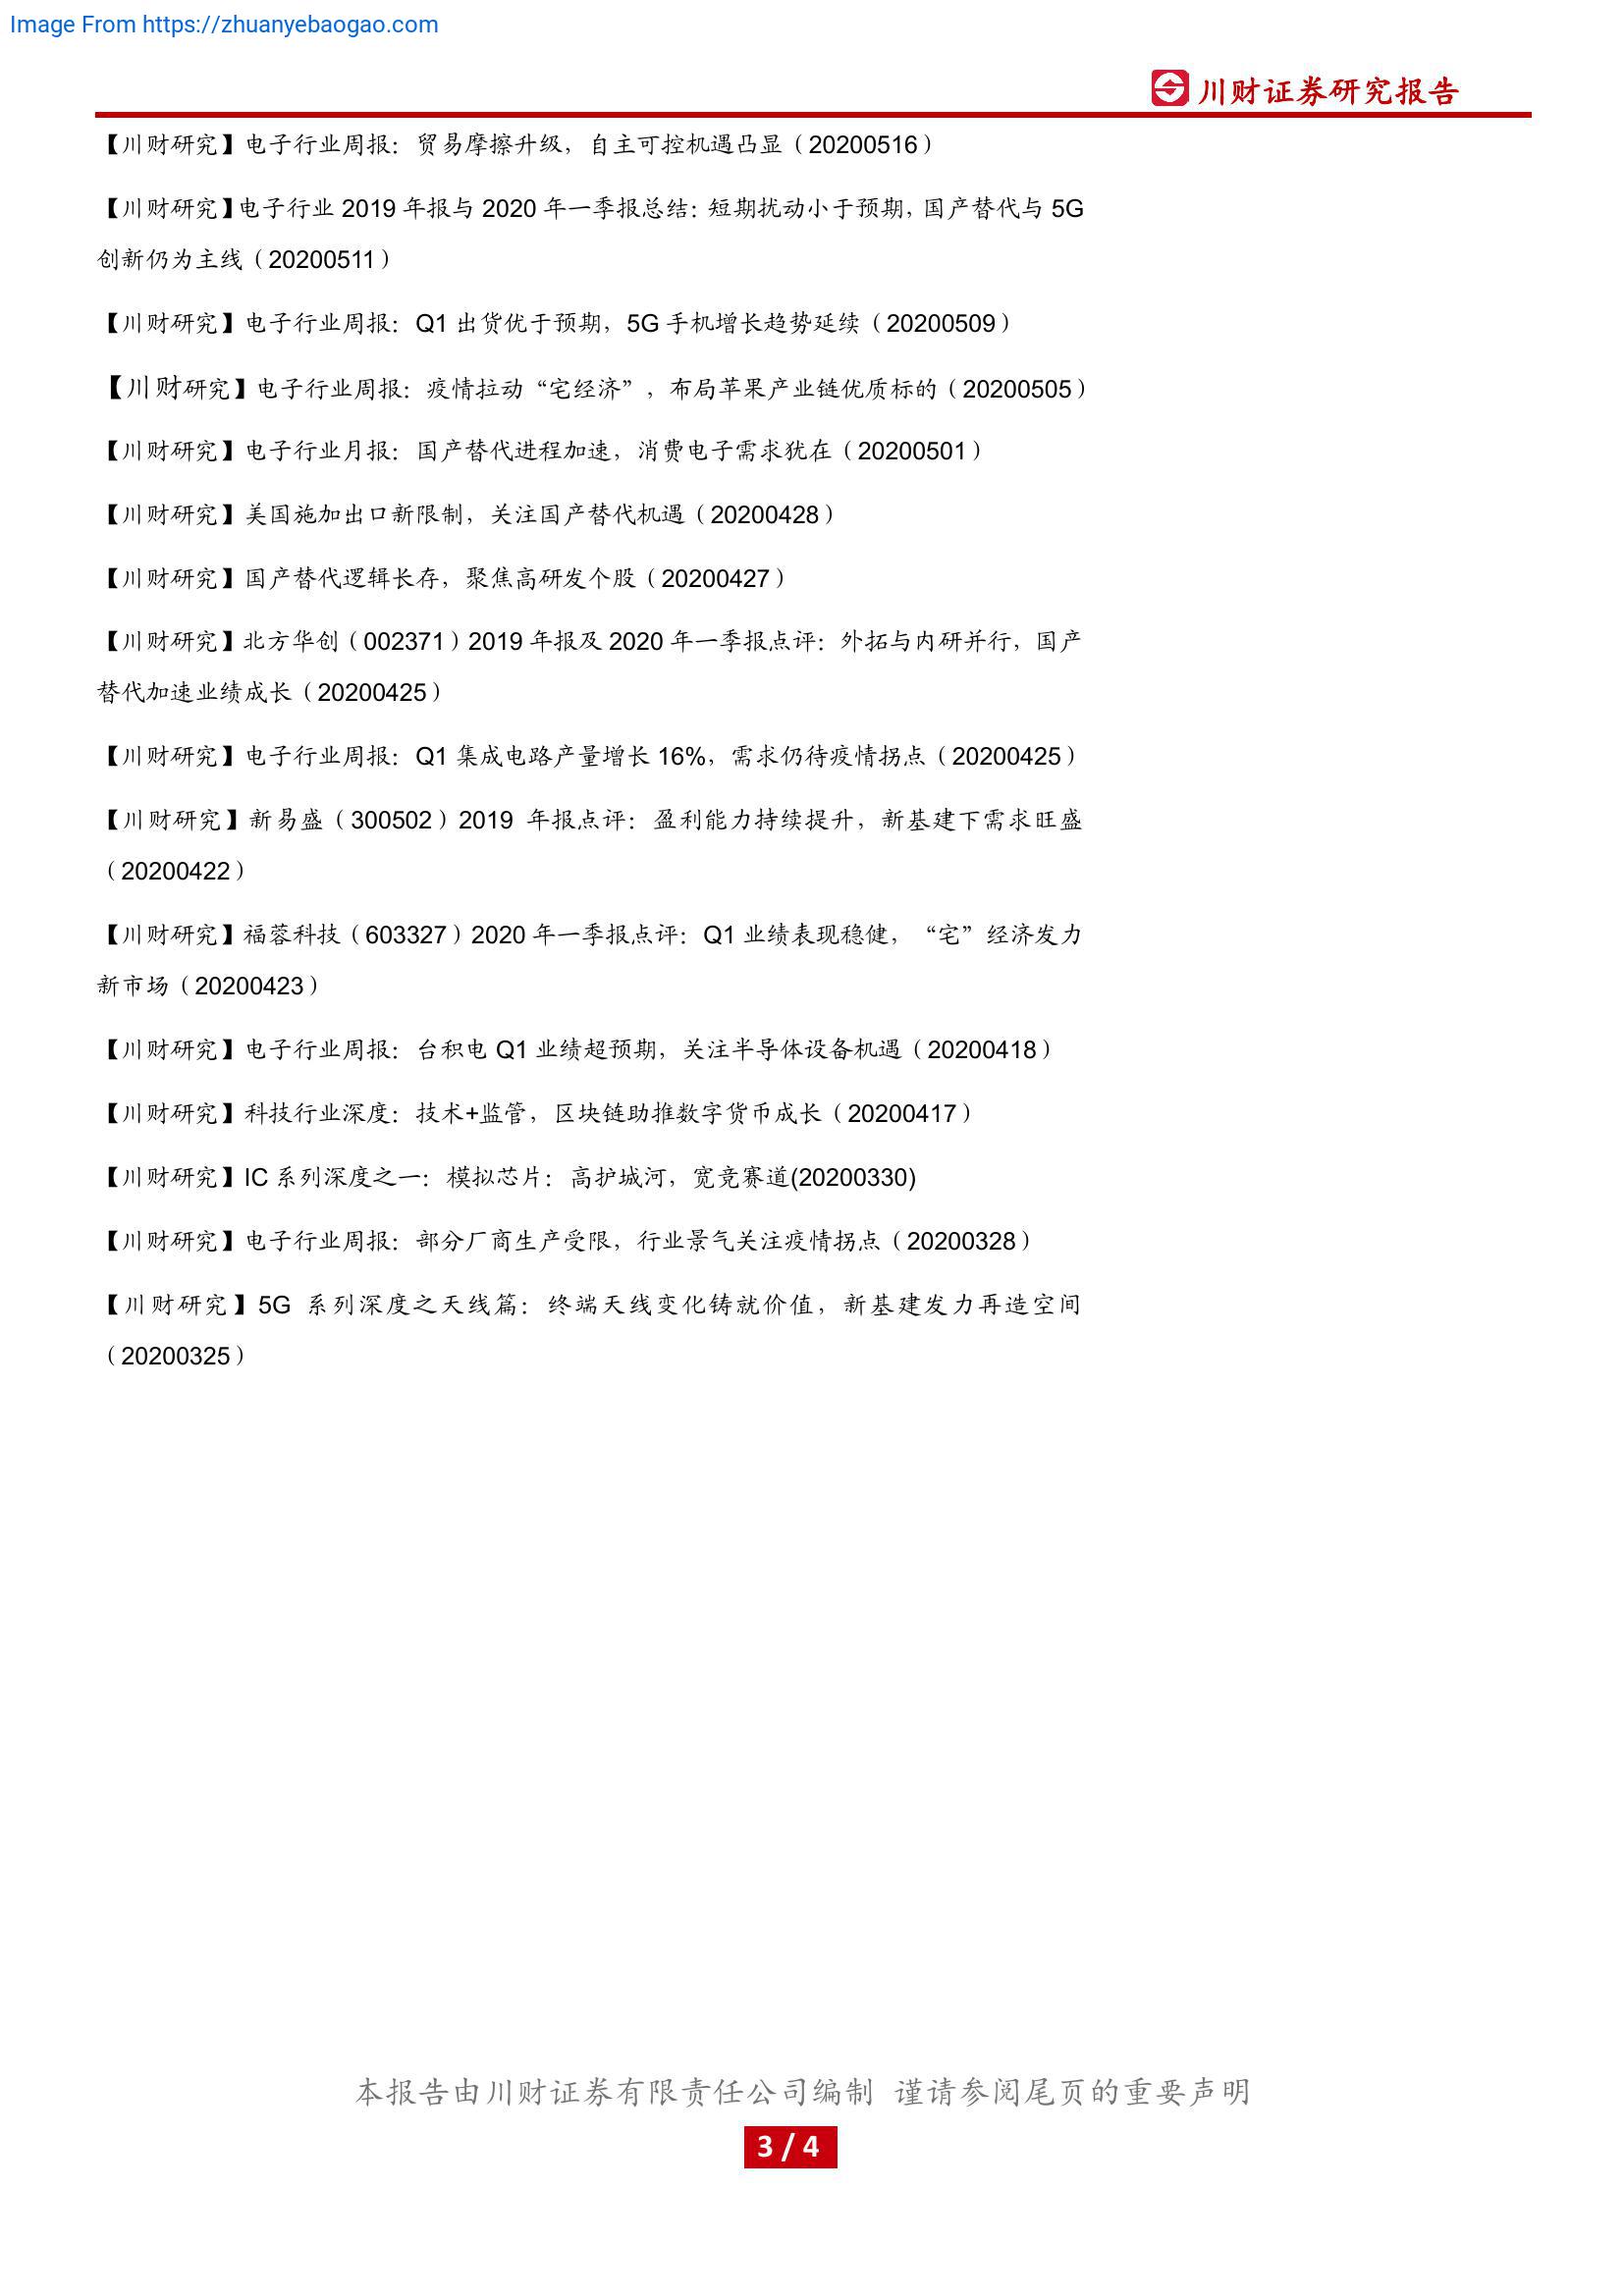 Image From https://zhuanyebaogao.com
川财证券研究报告
【川财研究】电子行业周报：贸易摩擦升级，自主可控机遇凸显（20200516）
【川财研究】电子行业 2019 年报与 2020 年一季报总结：短期扰动小于预期，国产替代与 5G
创新仍为主线（20200511）
【川财研究】电子行业周报：Q1 出货优于预期，5G 手机增长趋势延续（20200509）
【川财研究】电子行业周报：疫情拉动“宅经济”，布局苹果产业链优质标的（20200505）
【川财研究】电子行业月报：国产替代进程加速，消费电子需求犹在（20200501）
【川财研究】美国施加出口新限制，关注国产替代机遇（20200428）
【川财研究】国产替代逻辑长存，聚焦高研发个股（20200427）
【川财研究】北方华创（002371）2019 年报及 2020 年一季报点评：外拓与内研并行，国产
替代加速业绩成长（20200425）
【川财研究】电子行业周报：Q1 集成电路产量增长 16%，需求仍待疫情拐点（20200425）
【川财研究】新易盛（300502）2019 年报点评：盈利能力持续提升，新基建下需求旺盛
（20200422）
【川财研究】福蓉科技（603327）2020 年一季报点评：Q1 业绩表现稳健，“宅”经济发力
新市场（20200423）
【川财研究】电子行业周报：台积电 Q1 业绩超预期，关注半导体设备机遇（20200418）
【川财研究】科技行业深度：技术+监管，区块链助推数字货币成长（20200417）
【川财研究】IC 系列深度之一：模拟芯片：高护城河，宽竞赛道(20200330)
【川财研究】电子行业周报：部分厂商生产受限，行业景气关注疫情拐点（20200328）
【川财研究】5G 系列深度之天线篇：终端天线变化铸就价值，新基建发力再造空间
（20200325）
本报告由川财证券有限责任公司编制 谨请参阅尾页的重要声明
3 / 4